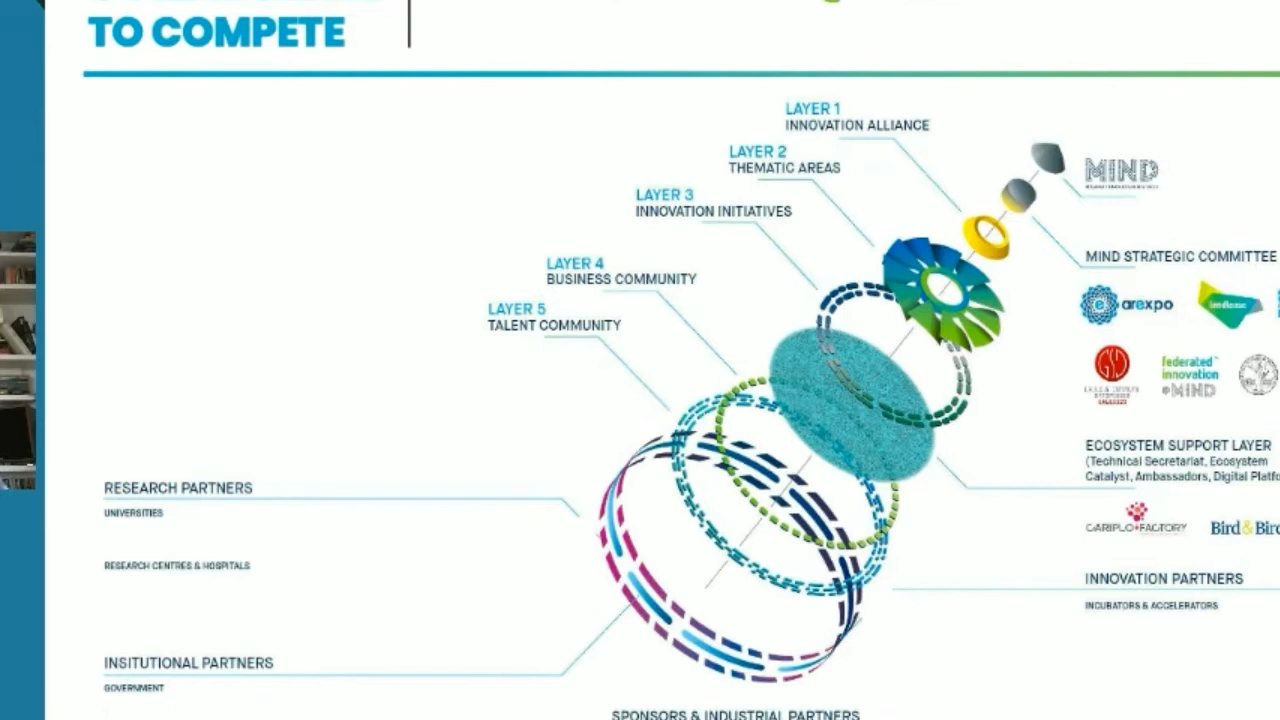 TO COMPETE
LAYER 1
INNOVATION ALLIANCE
LAYER 2
THEMATIC AREAS
LAYER 3
INNOVATION INITIATIVES
LAYER 4
BUSINESS COMMUNITY
LAYER 5
TALENT COMMUNITY
MIND
MIND STRATEGIC COMMITTEE
arexpo
lendlease
federated
innovation
@MIND
ECOSYSTEM SUPPORT LAYER
(Technical Secretariat, Ecosystem
Catalyst, Ambassadors, Digital Platfo
CARIPLO FACTORY
Bird&Bir
INNOVATION PARTNERS
INCUBATORS & ACCELERATORS
RESEARCH PARTNERS
UNIVERSITIES
RESEARCH CENTRES & HOSPITALS
INSITUTIONAL PARTNERS
GOVERNMENT
SPONSORS & INDUSTRIAL PARTNERS